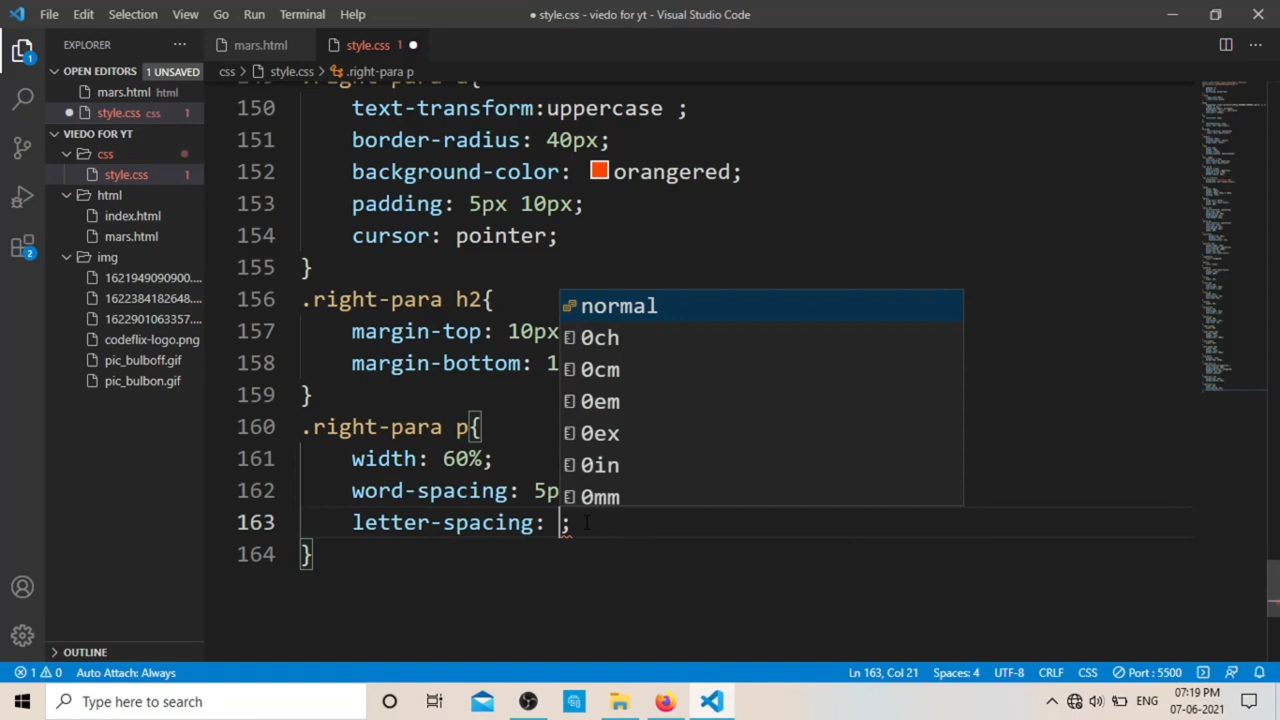 File Edit Selection View Go Run Terminal Help
● style.css - viedo for yt - Visual Studio Code
EXPLORER
mars.html
style.css 1 ●
OPEN EDITORS 1 UNSAVED
mars.html html
style.css css 1
VIEDO FOR YT
css
style.css 1
html
index.html
mars.html
img
1621949090900....
1622384182648....
1622901063357....
codeflix-logo.png
pic_bulboff.gif
pic_bulbon.gif
OUTLINE
css > style.css > .right-para p
150 text-transform:uppercase ;
151 border-radius: 40px;
152 background-color: orangered;
153 padding: 5px 10px;
154 cursor: pointer;
155 }
156 .right-para h2{
157 margin-top: 10px
158 margin-bottom: 1
159 }
160 .right-para p{
161 width: 60%;
162 word-spacing: 5p
163 letter-spacing: ;
164 }
normal
0ch
0cm
0em
0ex
0in
0mm
1
2
1 0 Auto Attach: Always
Ln 163, Col 21 Spaces: 4 UTF-8 CRLF CSS Port : 5500
Type here to search
ENG
07:19 PM
07-06-2021